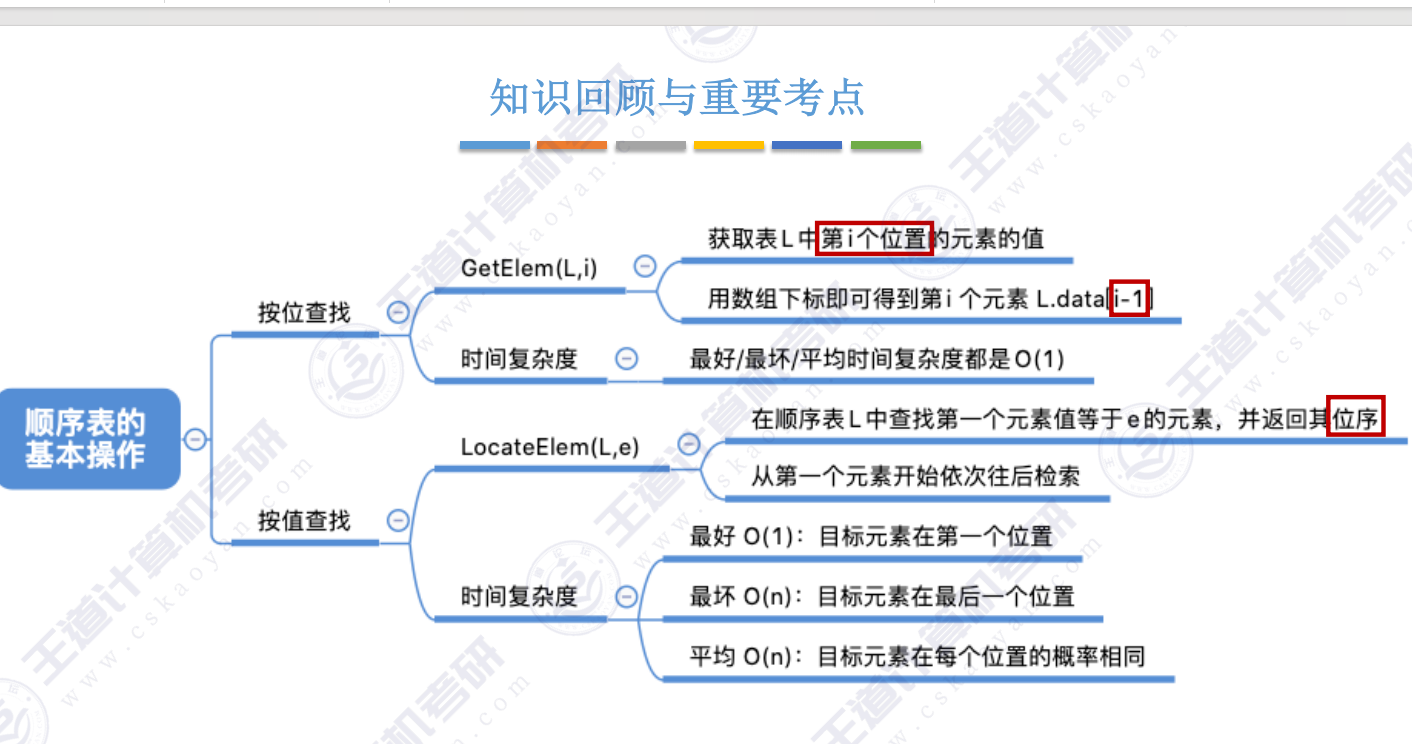 知识回顾与重要考点
顺序表的
基本操作
按位查找
GetElem(L,i)
获取表L中第i个位置的元素的值
用数组下标即可得到第i个元素 L.data[i-1]
时间复杂度
最好/最坏/平均时间复杂度都是O(1)
按值查找
LocateElem(L,e)
在顺序表L中查找第一个元素值等于e的元素，并返回其位序
从第一个元素开始依次往后检索
时间复杂度
最好 O(1)：目标元素在第一个位置
最坏 O(n)：目标元素在最后一个位置
平均 O(n)：目标元素在每个位置的概率相同
王道计算机考研
www.cskaoyan.com